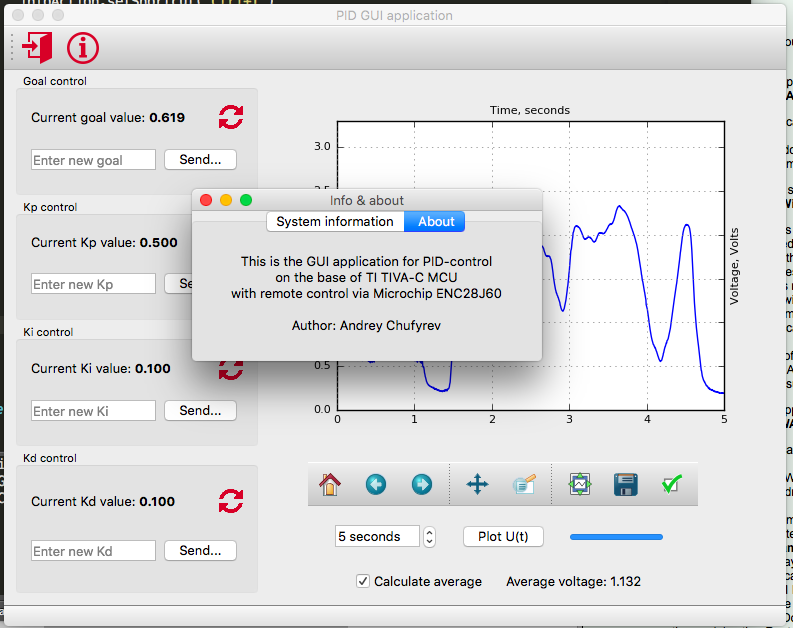 PID GUI application
Goal control
Current goal value: 0.619
Enter new goal
Send...
Kp control
Current Kp value: 0.500
Enter new Kp
Ki control
Current Ki value: 0.100
Enter new Ki
Send...
Kd control
Current Kd value: 0.100
Enter new Kd
Send...
Info & about
System information
About
This is the GUI application for PID-control
on the base of TI TIVA-C MCU
with remote control via Microchip ENC28J60
Author: Andrey Chufyrev
Time, seconds
3.0
0.5
0.0
0 1 2 3 4 5
Voltage, Volts
5 seconds
Plot U(t)
Calculate average
Average voltage: 1.132